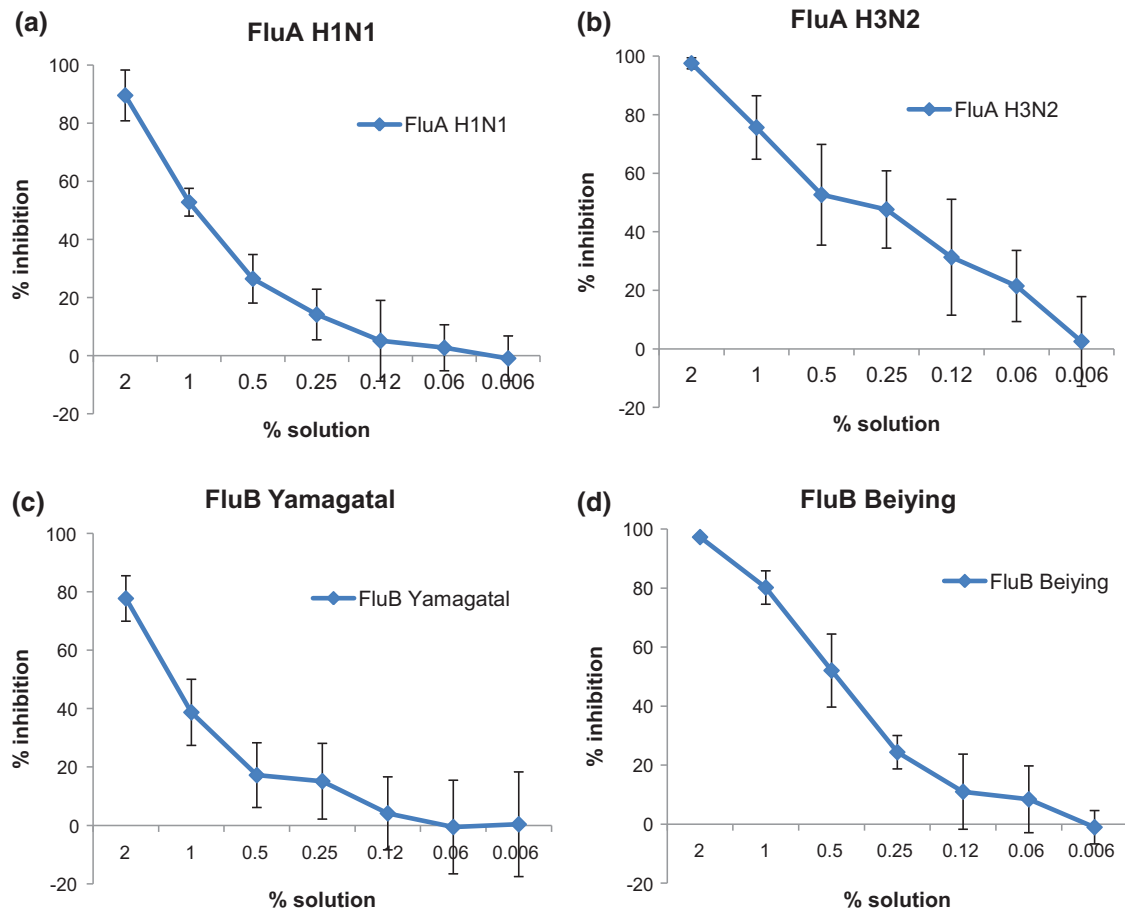 (a)
FluA H1N1
100
80
60
40
20
0
-20
% inhibition
FluA H1N1
2 1 0.5 0.25 0.12 0.06 0.006
% solution
(b)
FluA H3N2
100
80
60
40
20
0
-20
% inhibition
FluA H3N2
2 1 0.5 0.25 0.12 0.06 0.006
% solution
(c)
FluB Yamagatal
100
80
60
40
20
0
-20
% inhibition
FluB Yamagatal
2 1 0.5 0.25 0.12 0.06 0.006
% solution
(d)
FluB Beiying
100
80
60
40
20
0
-20
% inhibition
FluB Beiying
2 1 0.5 0.25 0.12 0.06 0.006
% solution